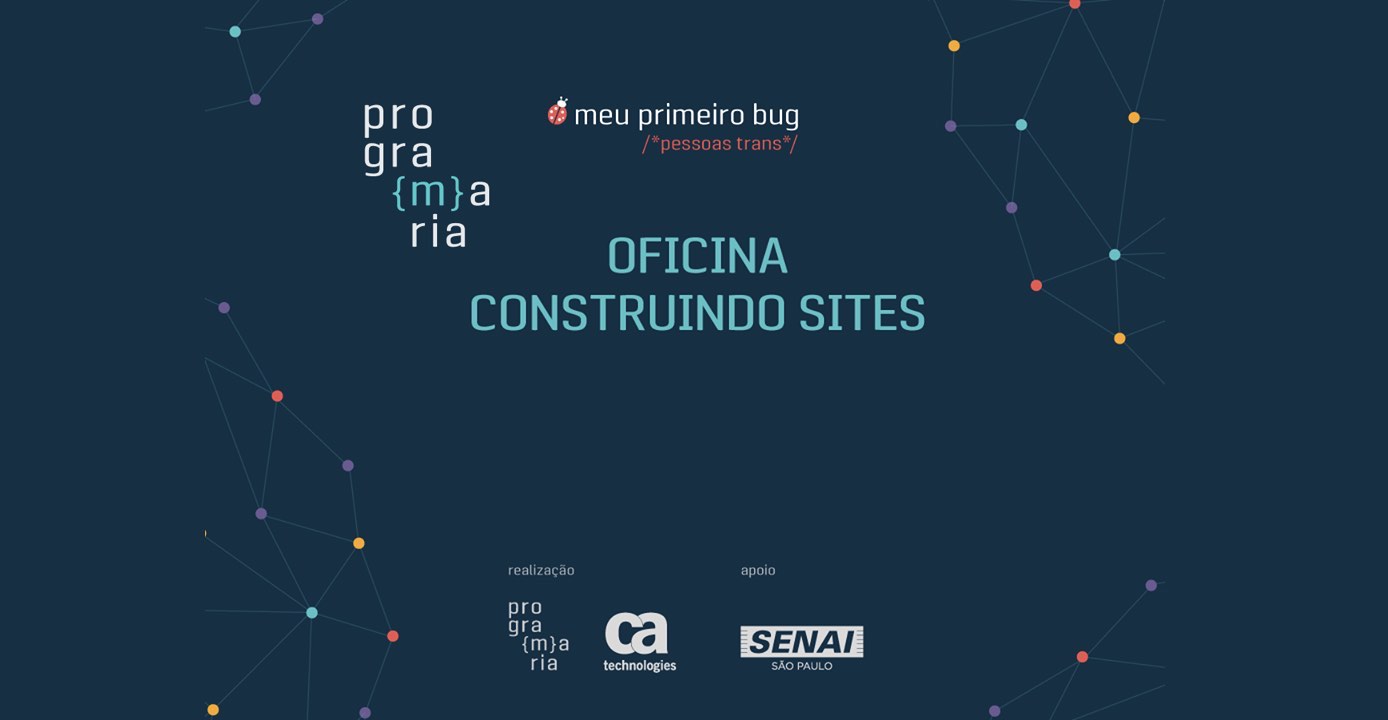 pro
gra
{m}a
ria
meu primeiro bug
/*pessoas trans*/
OFICINA
CONSTRUINDO SITES
realização
pro
gra
{m}a
ria
ca
technologies
apoio
SENAI
SÃO PAULO